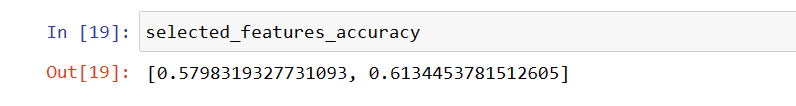 In [19]: selected_features_accuracy
Out[19]: [0.5798319327731093, 0.6134453781512605]